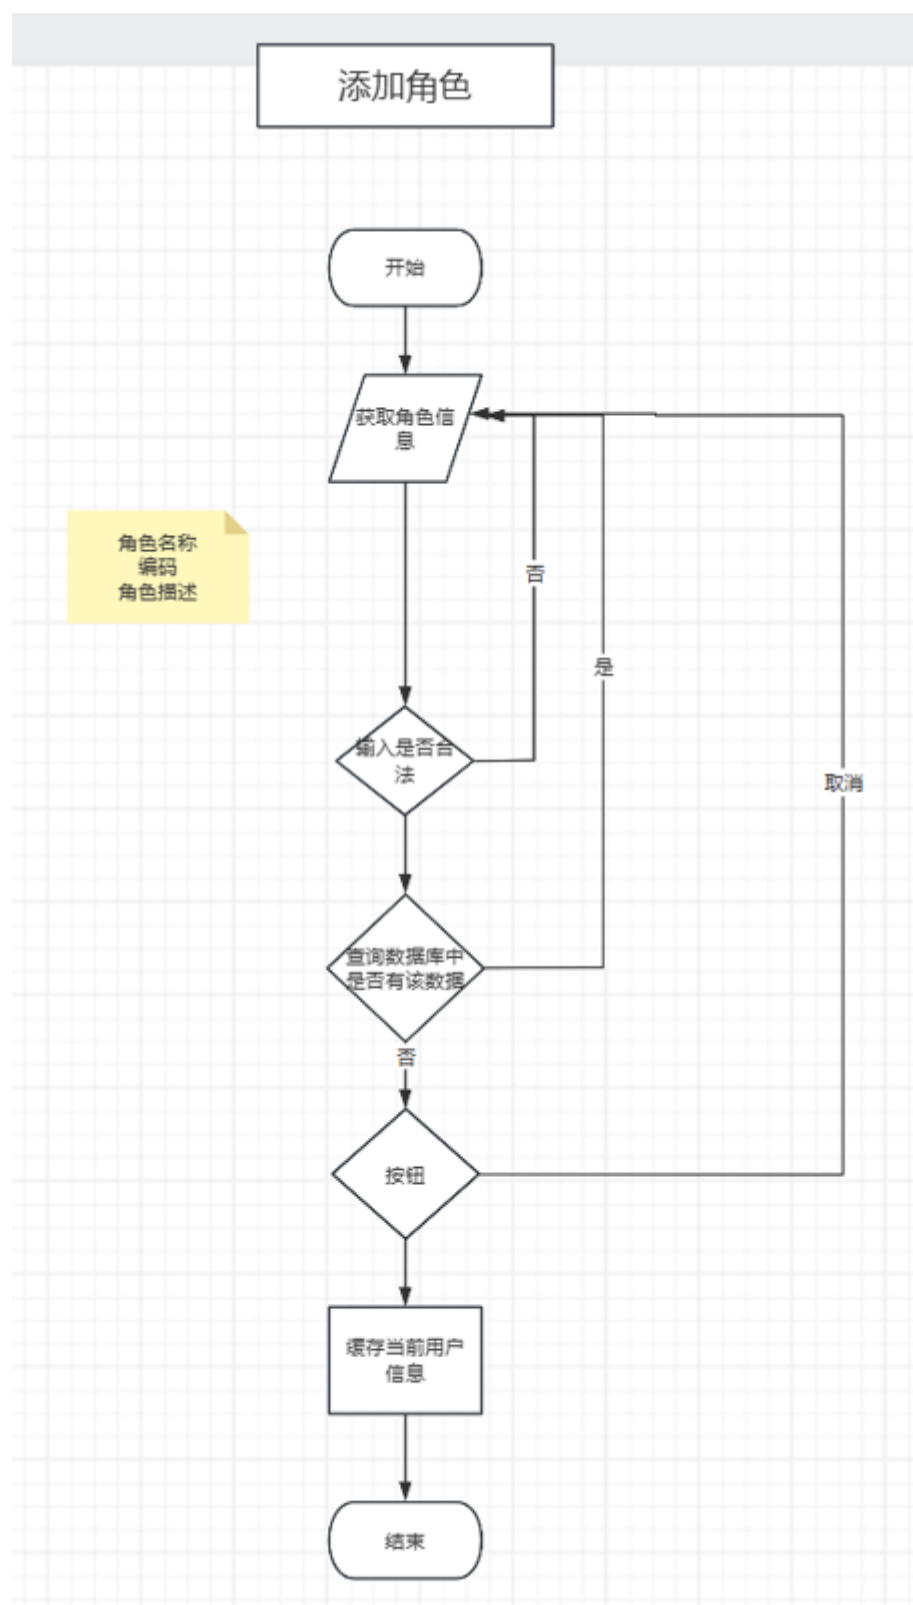 添加角色
开始
获取角色信
息
角色名称
编码
角色描述
否
是
输入是否合
法
取消
查询数据库中
是否有该数据
否
按钮
缓存当前用户
信息
结束